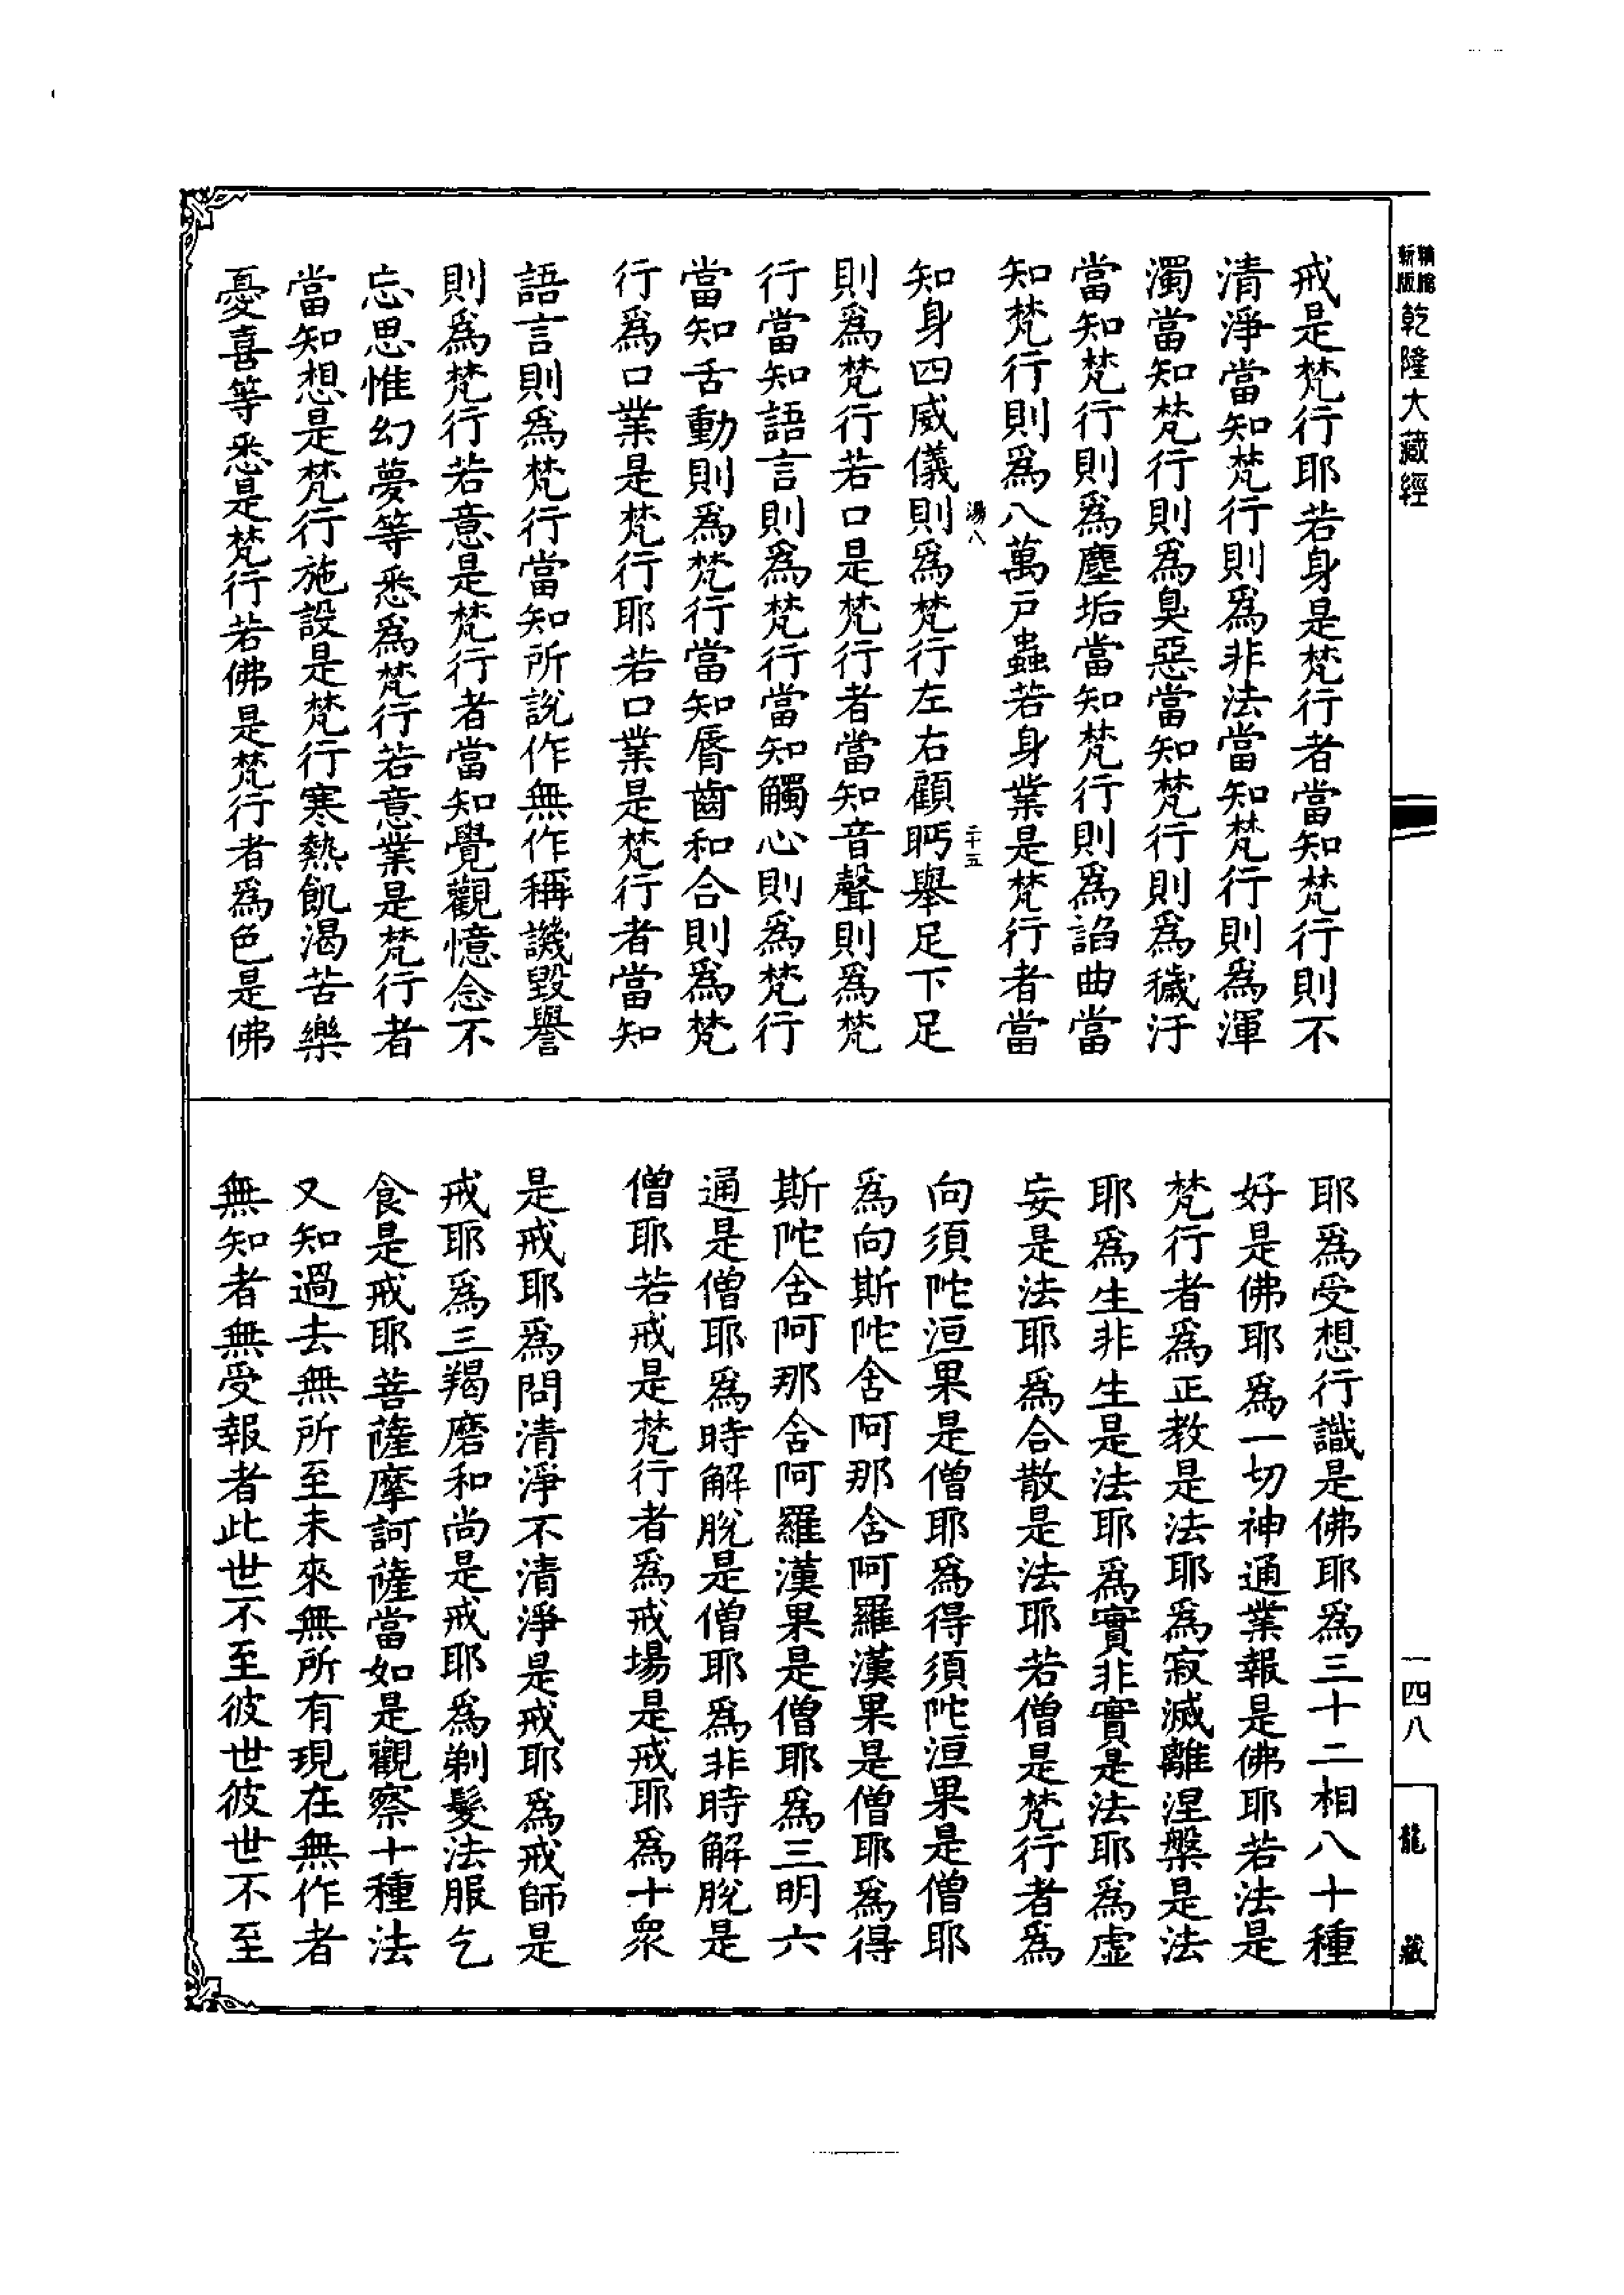 精縮
新版
乾隆大藏經
戒是梵行耶若身是梵行者當知梵行則不
清淨當知梵行則爲非法當知梵行則爲渾
濁當知梵行則爲臭惡當知梵行則爲穢汙
當知梵行則爲塵垢當知梵行則爲諂曲當
知梵行則爲八萬戶蟲若身業是梵行者當
湯八
二十五
知身四威儀則爲梵行左右顧眄舉足下足
則爲梵行若口是梵行者當知音聲則爲梵
行當知語言則爲梵行當知觸心則爲梵行
當知舌動則爲梵行當知脣齒和合則爲梵
行爲口業是梵行耶若口業是梵行者當知
語言則爲梵行當知所說作無作稱譏毀譽
則爲梵行若意是梵行者當知覺觀憶念不
忘思惟幻夢等悉爲梵行若意業是梵行者
當知想是梵行施設是梵行寒熱飢渴苦樂
憂喜等悉是梵行若佛是梵行者爲色是佛
耶爲受想行識是佛耶爲三十二相八十種
好是佛耶爲一切神通業報是佛耶若法是
梵行者爲正教是法耶爲寂滅離涅槃是法
耶爲生非生是法耶爲實非實是法耶爲虛
妄是法耶爲合散是法耶若僧是梵行者爲
向須陀洹果是僧耶爲得須陀洹果是僧耶
爲向斯陀舍阿那舍阿羅漢果是僧耶爲得
斯陀舍阿那舍阿羅漢果是僧耶爲三明六
通是僧耶爲時解脫是僧耶爲非時解脫是
僧耶若戒是梵行者爲戒場是戒耶爲十衆
是戒耶爲問清淨不清淨是戒耶爲戒師是
戒耶爲三羯磨和尚是戒耶爲剃髮法服乞
食是戒耶菩薩摩訶薩當如是觀察十種法
又知過去無所至未來無所有現在無作者
無知者無受報者此世不至彼世彼世不至
一四八
龍藏